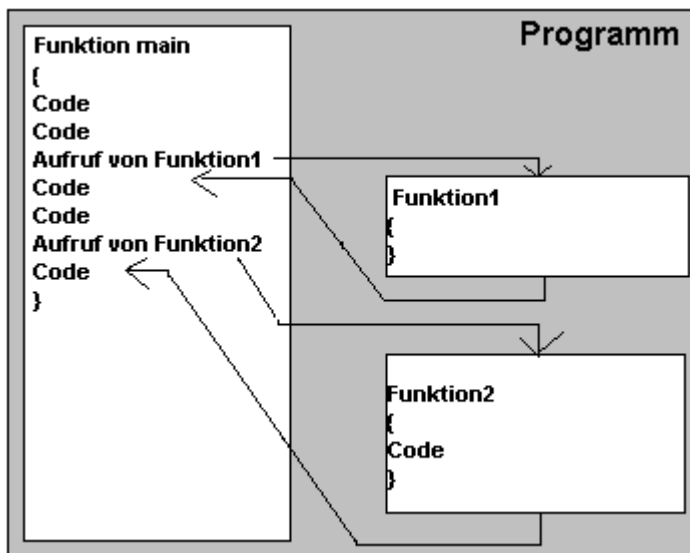 Programm
Funktion main
{
Code
Code
Aufruf von Funktion1
Code
Code
Aufruf von Funktion2
Code
}
Funktion1
{
}
Funktion2
{
Code
}